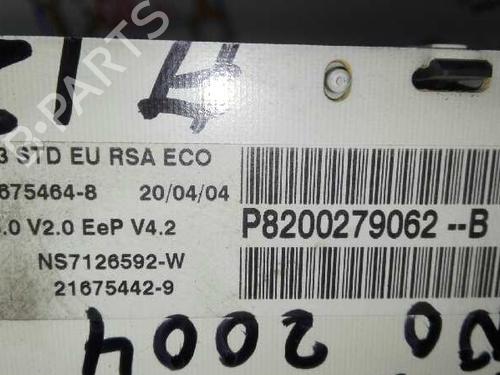 3 STD EU RSA ECO
675464-8 20/04/04
.0 V2.0 EeP V4.2
P8200279062--B
NS7126592-W
21675442-9
2004
PARTS